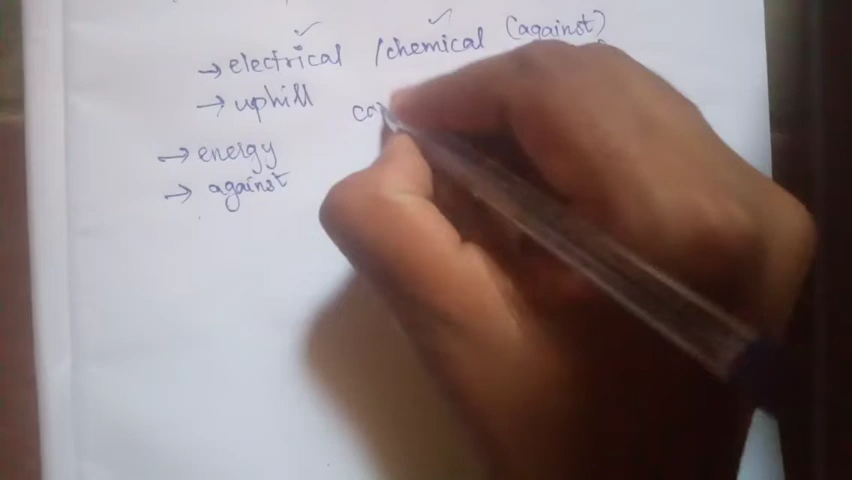 → electrical / chemical (against)
→ uphill
→ energy
→ against